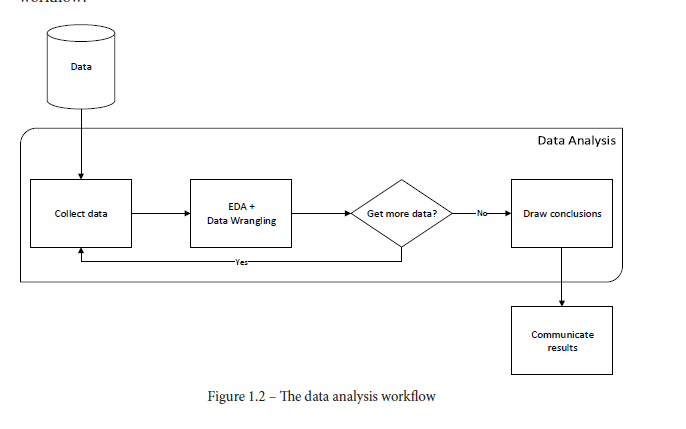 workflow:
Data
Data Analysis
Collect data
EDA +
Data Wrangling
Get more data?
No
Draw conclusions
Yes
Communicate
results
Figure 1.2 – The data analysis workflow